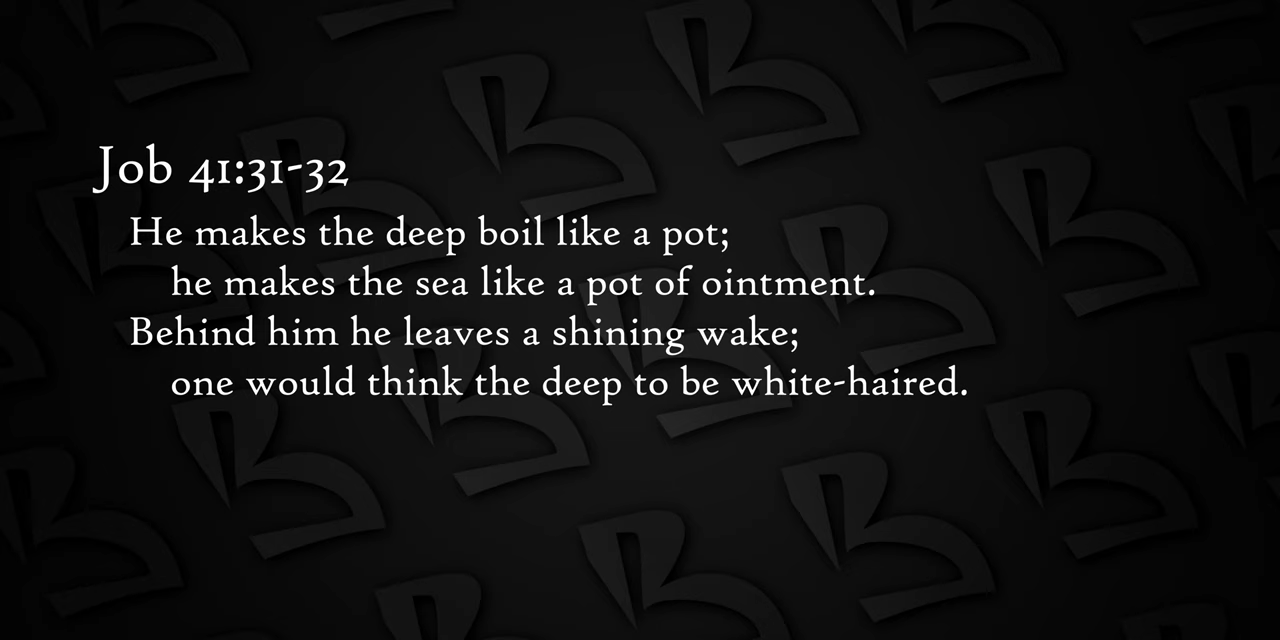 Job 41:31-32
He makes the deep boil like a pot;
he makes the sea like a pot of ointment.
Behind him he leaves a shining wake;
one would think the deep to be white-haired.